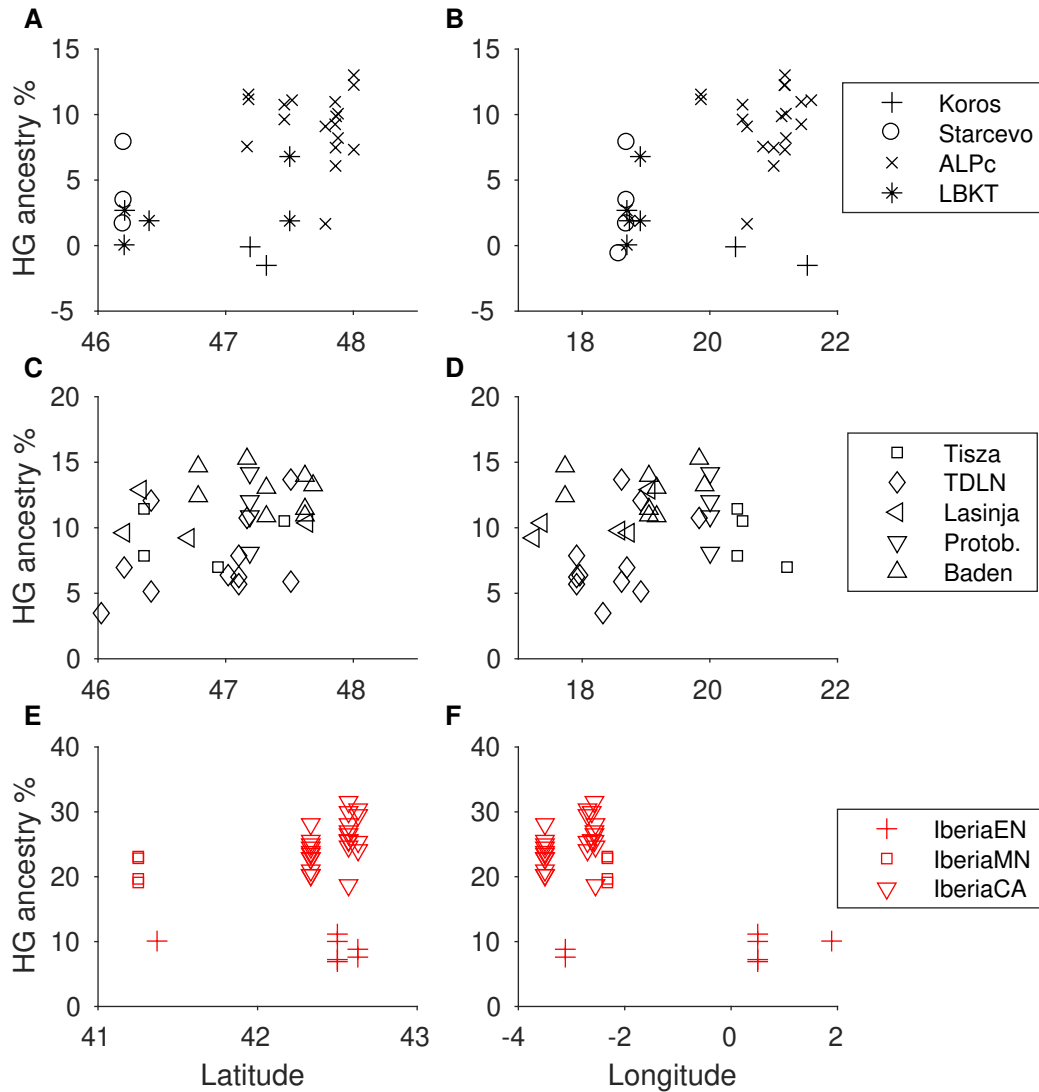 A
B
15
10
5
0
-5
46
47
48
HG ancestry %
15
10
5
0
-5
18
20
22
Koros
Starcevo
ALPc
LBKT
C
D
20
15
10
5
0
46
47
48
HG ancestry %
20
15
10
5
0
18
20
22
Tisza
TDLN
Lasinja
Protob.
Baden
E
F
40
30
20
10
0
41
42
43
HG ancestry %
Latitude
40
30
20
10
0
-4
-2
0
2
Longitude
IberiaEN
IberiaMN
IberiaCA